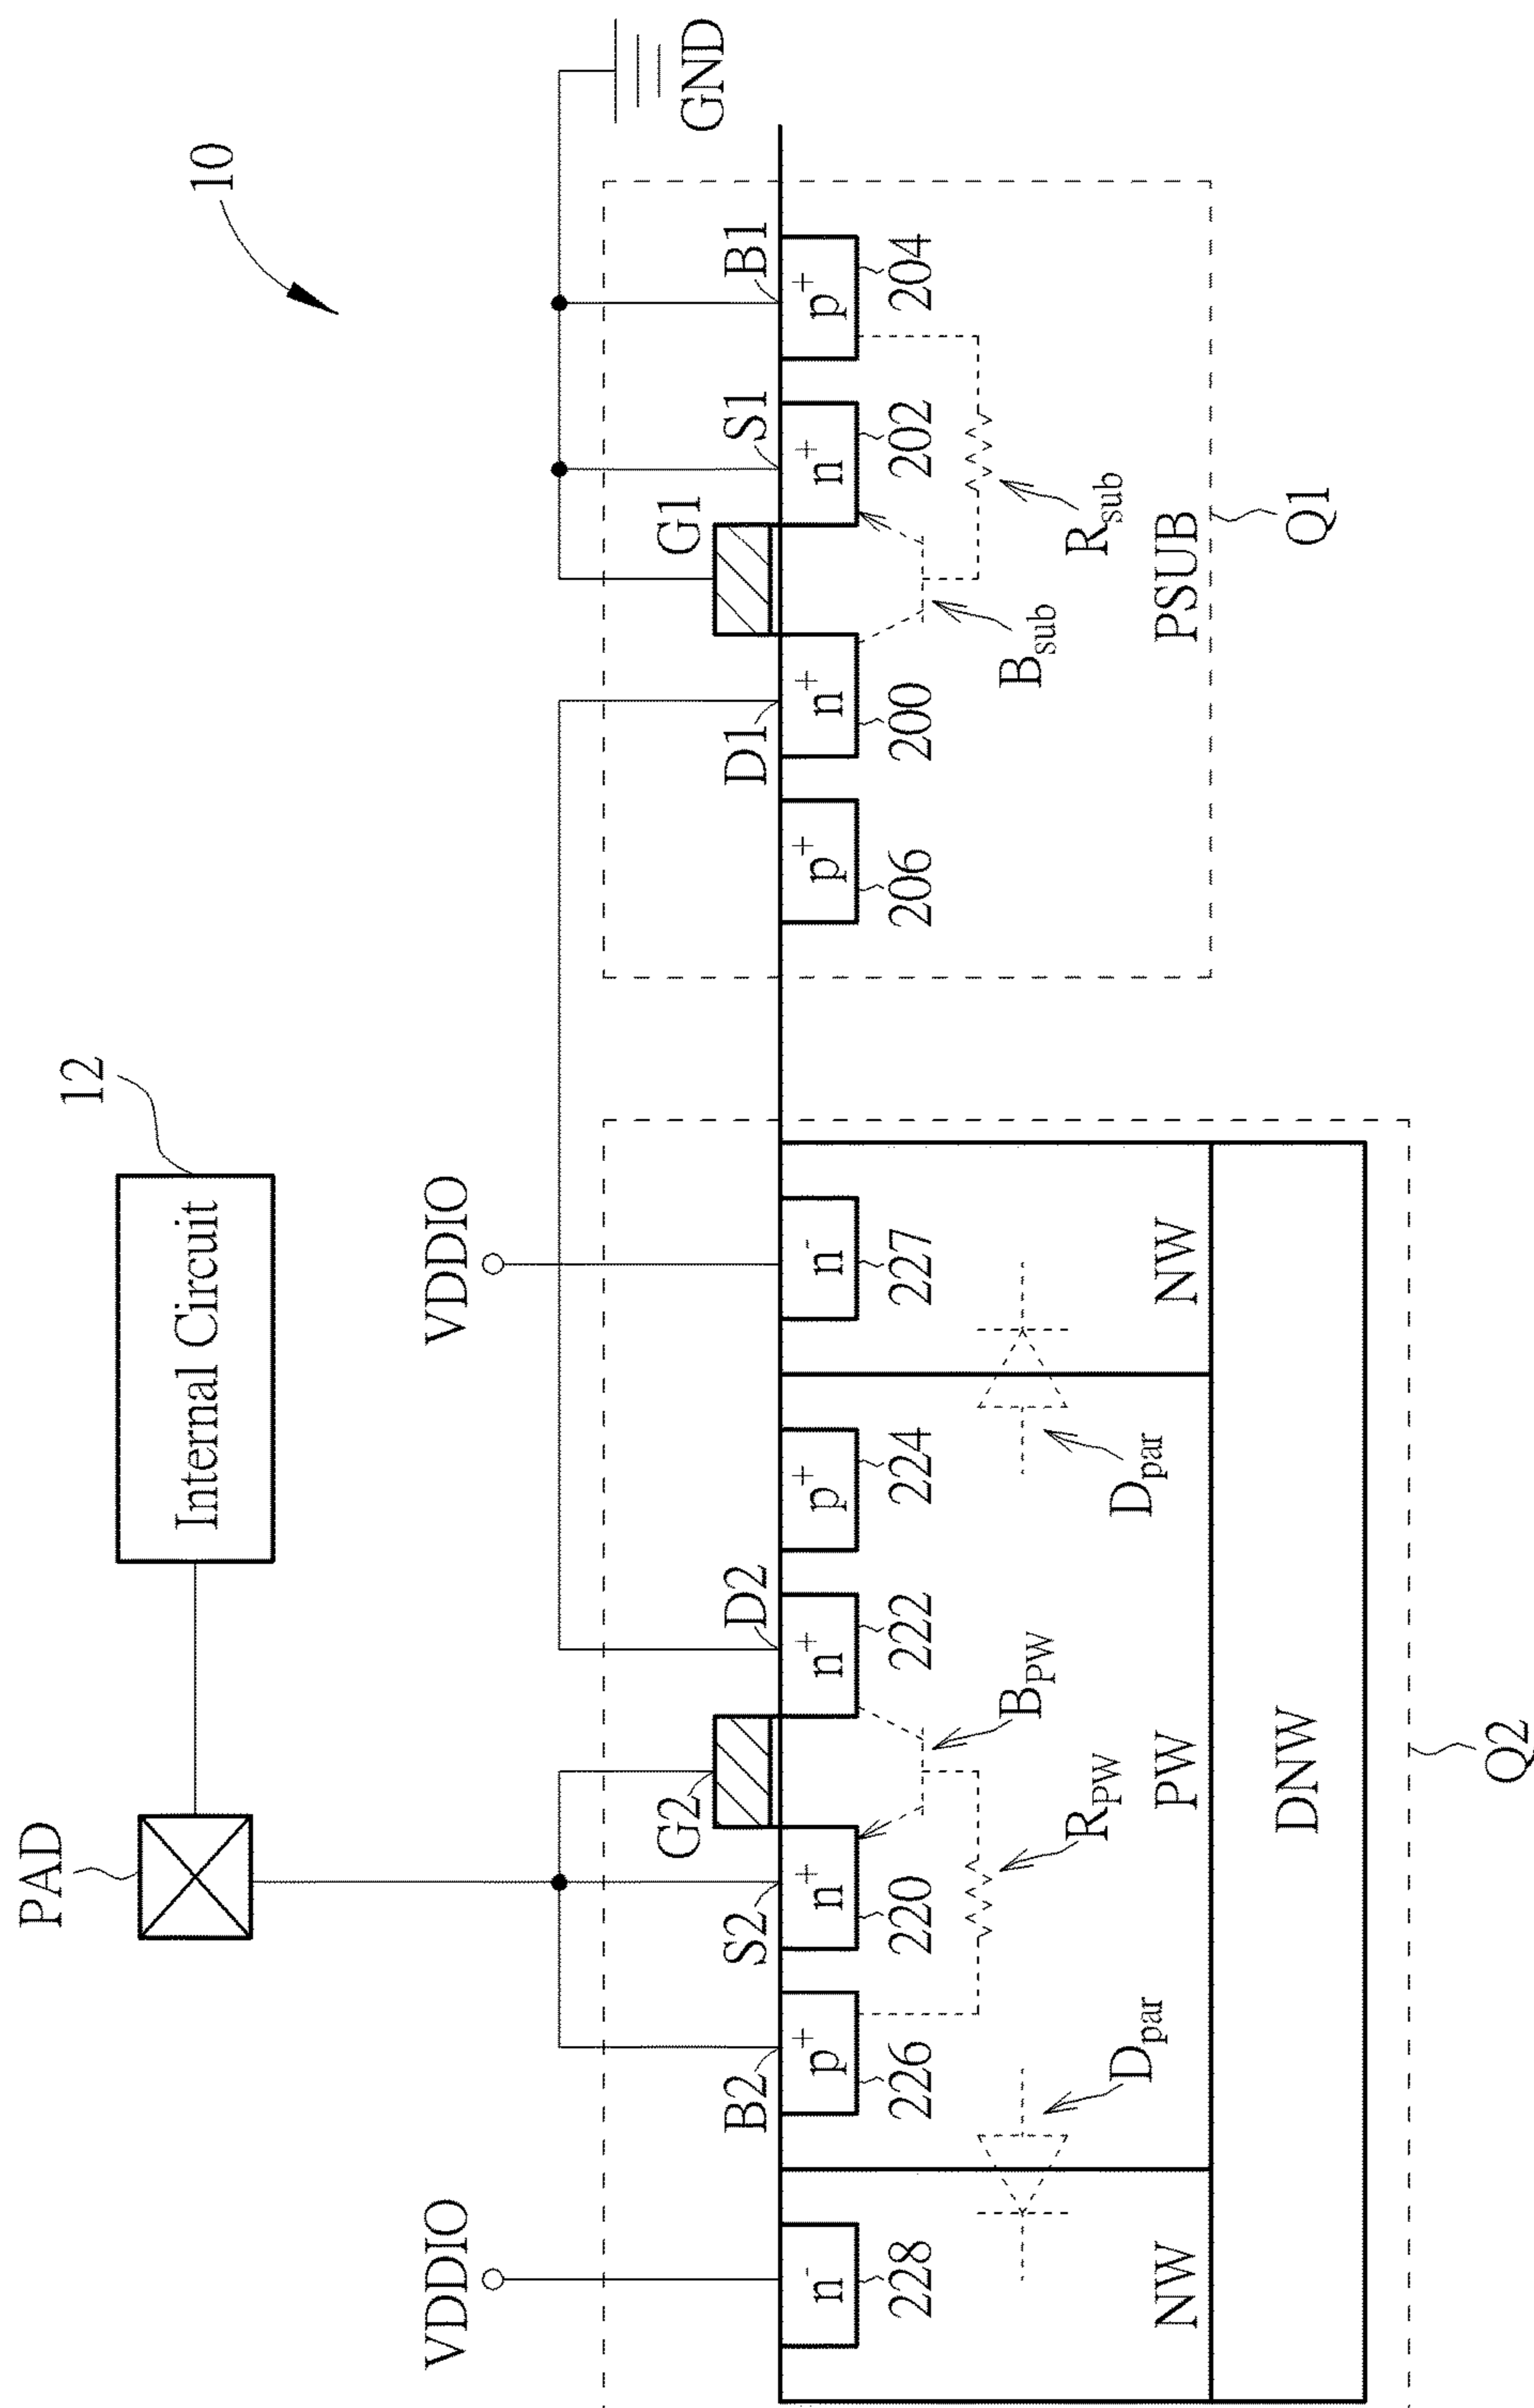 10
12
PAD
Internal Circuit
VDDIO
VDDIO
GND
B2
S2
G2
D2
D1
G1
S1
B1
n-
p+
n+
n+
p+
n-
p+
n+
n+
p+
228
226
220
222
224
227
206
200
202
204
Dpar
RPW
BPW
Dpar
Bsub
Rsub
NW
PW
NW
PSUB
DNW
Q2
Q1